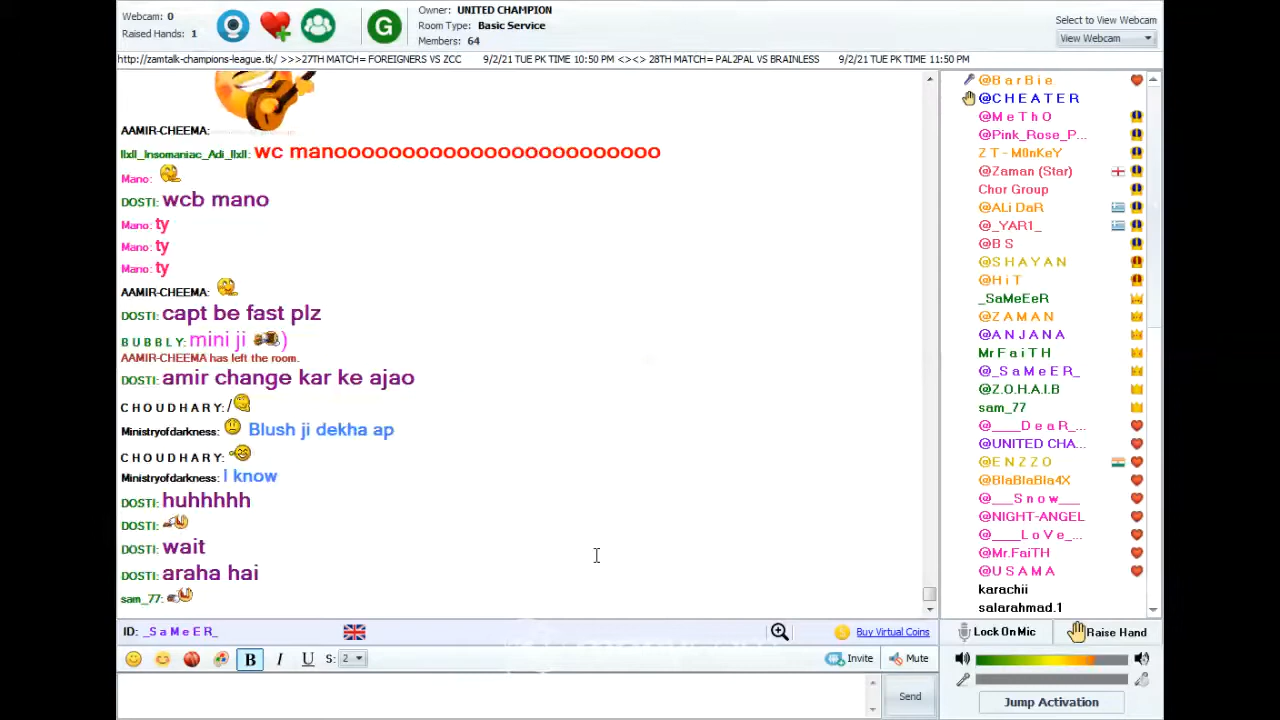 Webcam: 0
Raised Hands: 1
G
Owner: UNITED CHAMPION
Room Type: Basic Service
Members: 64
Select to View Webcam
View Webcam
http://zamtalk-champions-league.tk/ >>>27TH MATCH= FOREIGNERS VS ZCC 9/2/21 TUE PK TIME 10:50 PM <><> 28TH MATCH= PAL2PAL VS BRAINLESS 9/2/21 TUE PK TIME 11:50 PM
AAMIR-CHEEMA:
llxll_Insomaniac_Adi_llxll: wc manoooooooooooooooooooooooo
Mano:
DOSTI: wcb mano
Mano: ty
Mano: ty
Mano: ty
AAMIR-CHEEMA:
DOSTI: capt be fast plz
B U B B L Y: mini ji )
AAMIR-CHEEMA has left the room.
DOSTI: amir change kar ke ajao
C H O U D H A R Y: /
Ministryofdarkness: Blush ji dekha ap
C H O U D H A R Y:
Ministryofdarkness: I know
DOSTI: huhhhhh
DOSTI:
DOSTI: wait
DOSTI: araha hai
sam_77:
@B a r B i e
@C H E A T E R
@M e T h O
@Pink_Rose_P...
Z T - M0nKeY
@Zaman (Star)
Chor Group
@ALi DaR
@_YAR1_
@B S
@S H A Y A N
@H i T
_SaMeEeR
@Z A M A N
@A N J A N A
Mr F a i T H
@_S a M e E R_
@Z.O.H.A.I.B
sam_77
@____D e a R_...
@UNITED CHA...
@E N Z Z O
@BlaBlaBla4X
@___S n o w___
@NIGHT-ANGEL
@____L o V e_...
@Mr.FaiTH
@U S A M A
karachii
salarahmad.1
ID: _S a M e E R_
Buy Virtual Coins
Lock On Mic
Raise Hand
B I U S: 2
Invite
Mute
Send
Jump Activation